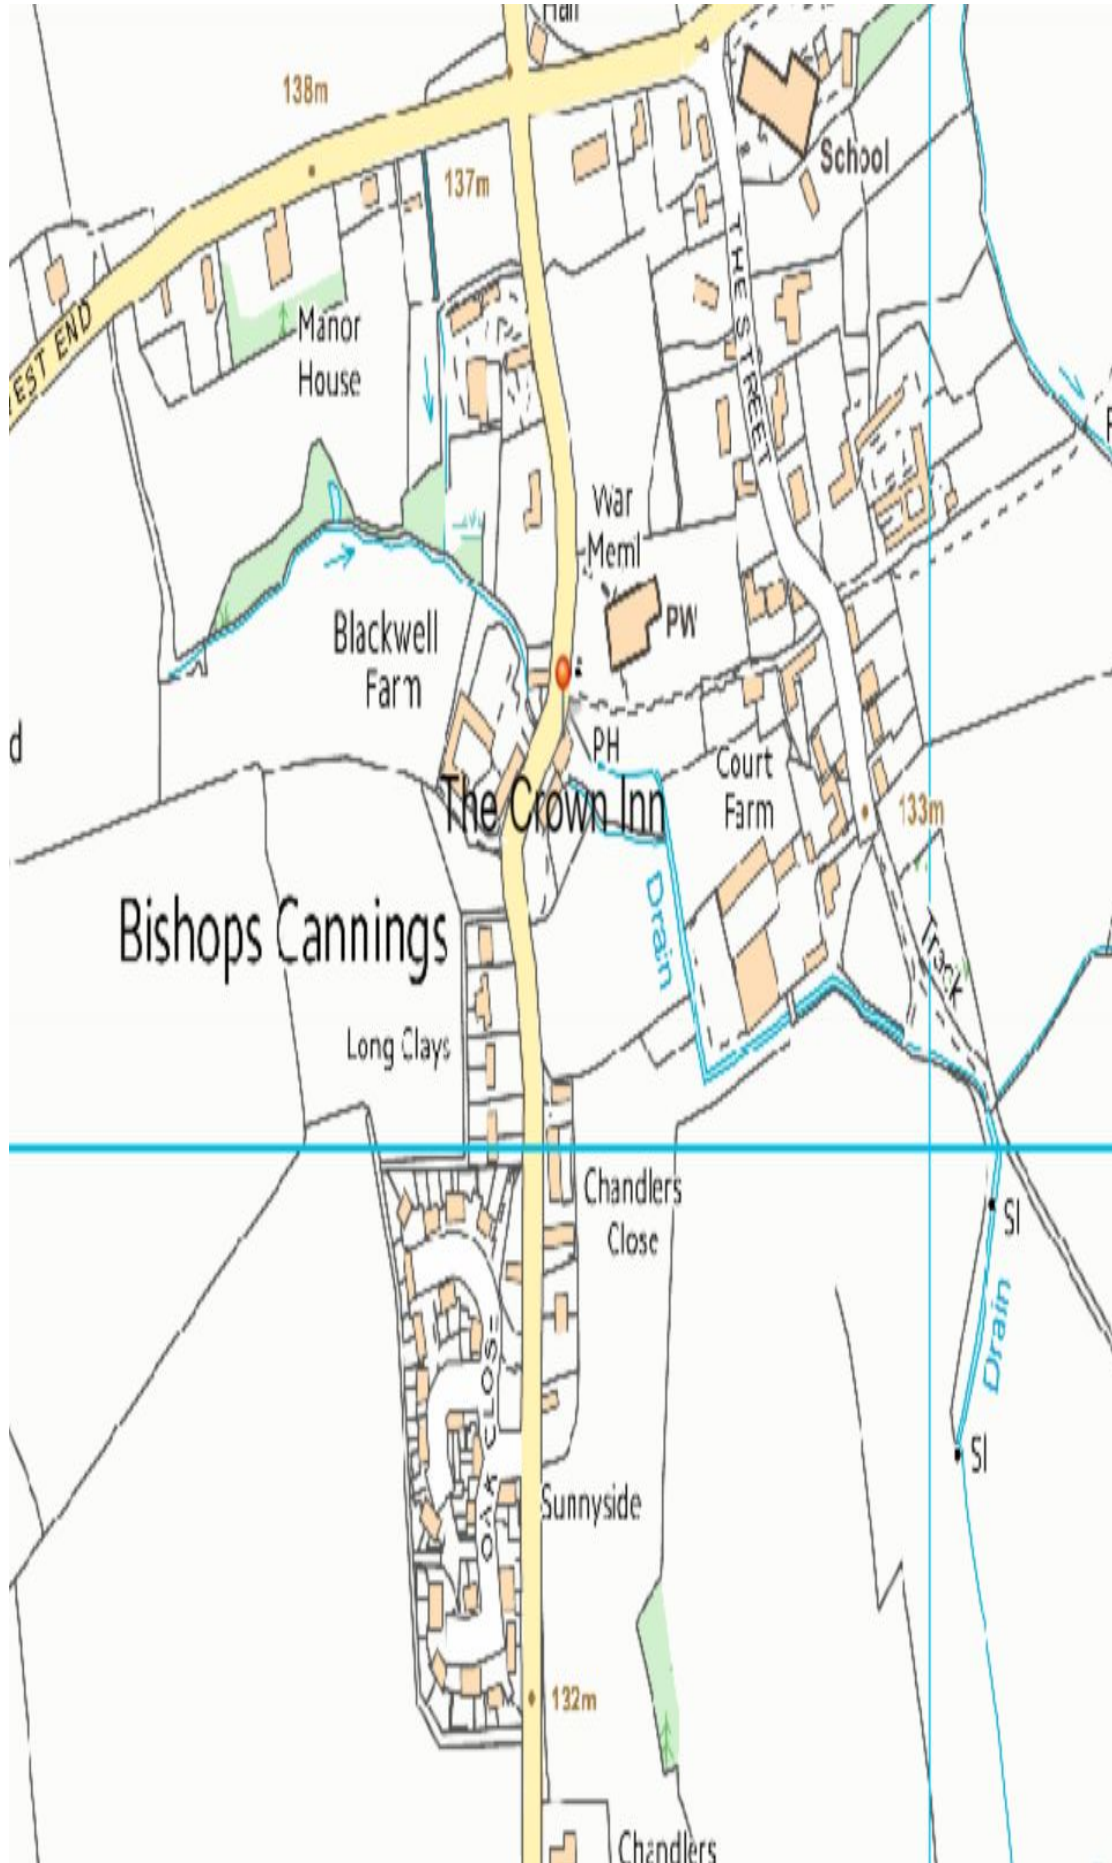 Hall
138m
School
137m
THE STREET
Manor
House
WEST END
War
Meml
PW
Blackwell
Farm
d
PH
Court
Farm
The Crown Inn
133m
Drain
Bishops Cannings
Track
Long Clays
Chandlers
Close
Sl
Drain
OAK CLOSE
Sl
Sunnyside
132m
Chandlers